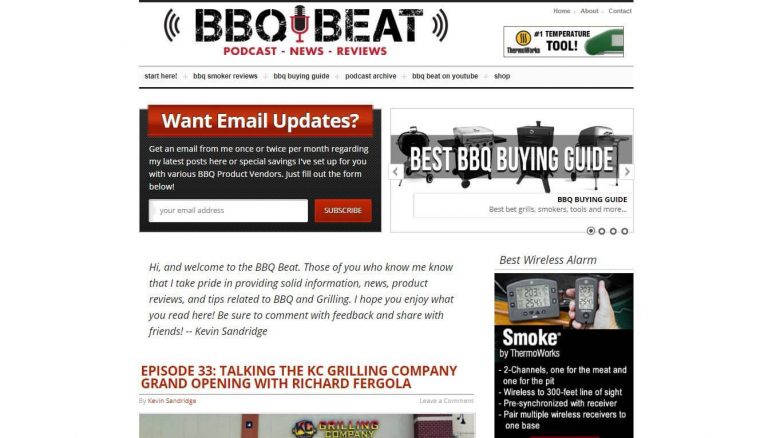 Home
About
Contact
BBQ BEAT
PODCAST - NEWS - REVIEWS
ThermoWorks
#1 TEMPERATURE
TOOL!
start here!
bbq smoker reviews
bbq buying guide
podcast archive
bbq beat on youtube
shop
Want Email Updates?
Get an email from me once or twice per month regarding
my latest posts here or special savings I've set up for you
with various BBQ Product Vendors. Just fill out the form
below!
your email address
SUBSCRIBE
BEST BBQ BUYING GUIDE
BBQ BUYING GUIDE
Best bet grills, smokers, tools and more...
Hi, and welcome to the BBQ Beat. Those of you who know me know
that I take pride in providing solid information, news, product
reviews, and tips related to BBQ and Grilling. I hope you enjoy what
you read here! Be sure to comment with feedback and share with
friends! -- Kevin Sandridge
EPISODE 33: TALKING THE KC GRILLING COMPANY
GRAND OPENING WITH RICHARD FERGOLA
By Kevin Sandridge
Leave a Comment
KC GRILLING
COMPANY
Best Wireless Alarm
Smoke
by ThermoWorks
- 2-Channels, one for the meat and
one for the pit
- Wireless to 300-feet line of sight
- Pre-synchronized with receiver
- Pair multiple wireless receivers to
one base